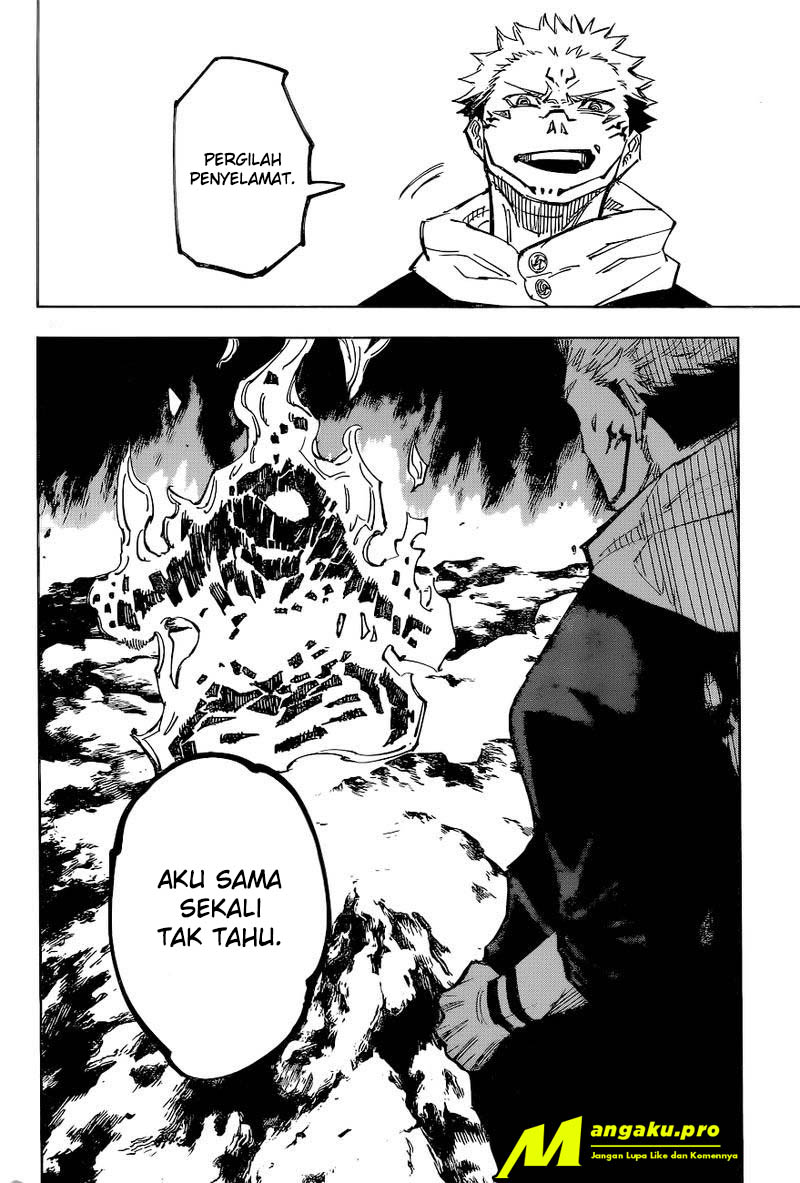 PERGILAH
PENYELAMAT.
AKU SAMA
SEKALI
TAK TAHU.
Mangaku.pro
Jangan Lupa Like dan Komennya